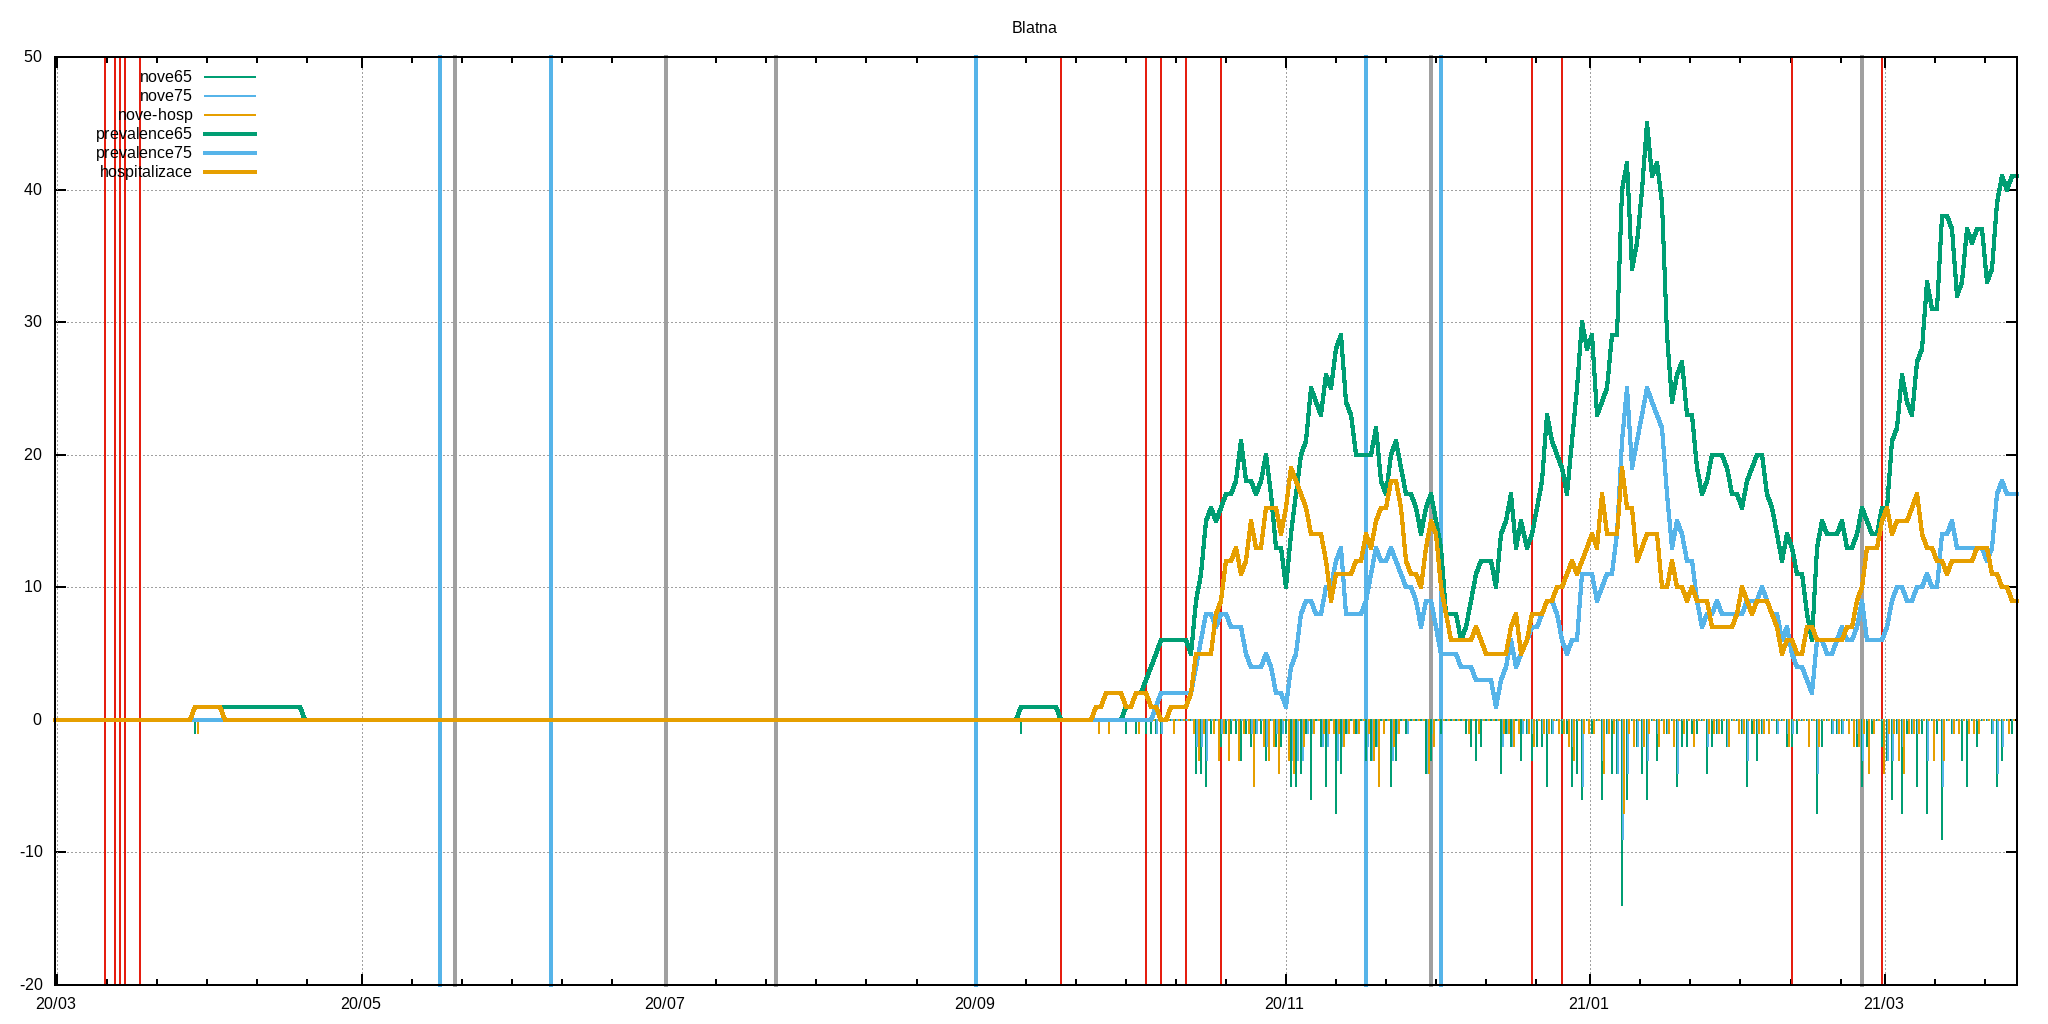 Blatna
50
nove65
nove75
nove-hosp
prevalence65
prevalence75
hospitalizace
40
30
20
10
0
-10
-20
20/03 20/05 20/07 20/09 20/11 21/01 21/03